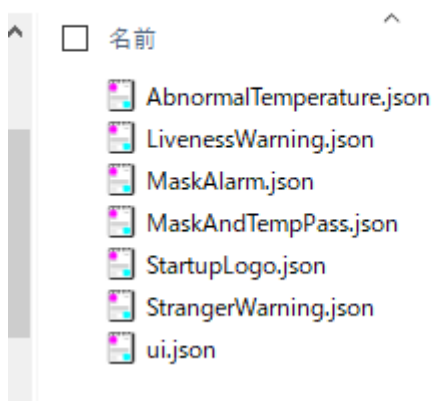 名前
AbnormalTemperature.json
LivenessWarning.json
MaskAlarm.json
MaskAndTempPass.json
StartupLogo.json
StrangerWarning.json
ui.json